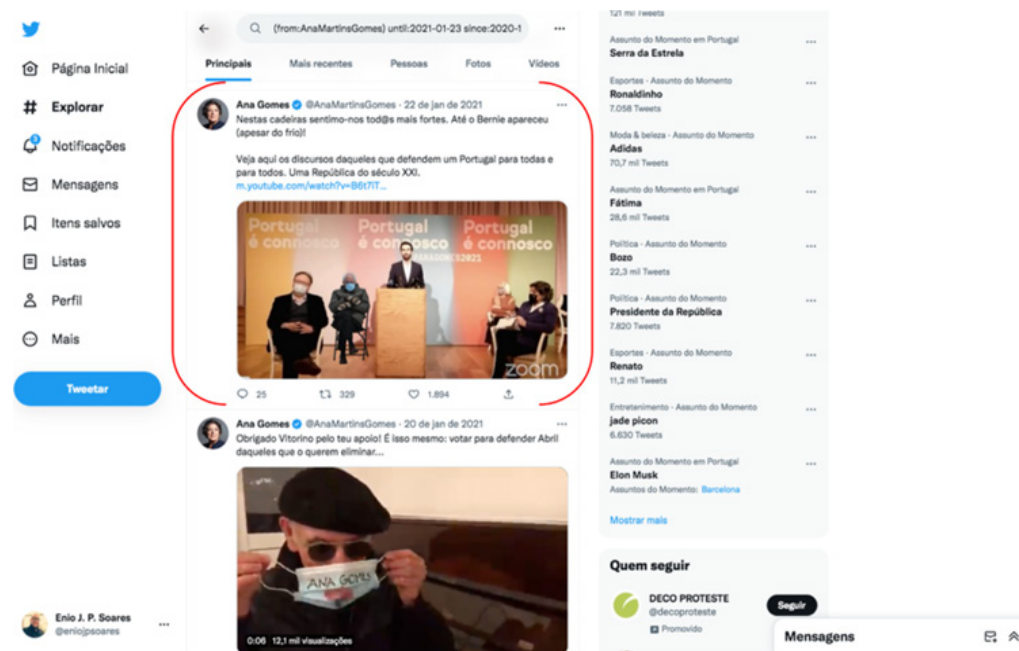 Página Inicial
Explorar
Notificações
Mensagens
Itens salvos
Listas
Perfil
Mais
Tweetar
Enio J. P. Soares
@eniojpsoares
(from:AnaMartinsGomes) until:2021-01-23 since:2020-1
Principais Mais recentes Pessoas Fotos Vídeos
Ana Gomes @AnaMartinsGomes · 22 de jan de 2021
Nestas cadeiras sentimo-nos tod@s mais fortes. Até o Bernie apareceu
(apesar do frio)!
Veja aqui os discursos daqueles que defendem um Portugal para todas e
para todos. Uma República do século XXI.
m.youtube.com/watch?v=B6t7iT...
Portugal Portugal Portugal
é connosco é connosco é connosco
zoom
25 329 1.894
Ana Gomes @AnaMartinsGomes · 20 de jan de 2021
Obrigado Vitorino pelo teu apoio! É isso mesmo: votar para defender Abril
daqueles que o querem eliminar...
ANA GOMES
0:06 12,1 mil visualizações
121 mil Tweets
Assunto do Momento em Portugal
Serra da Estrela
Esportes · Assunto do Momento
Ronaldinho
7.058 Tweets
Moda & beleza · Assunto do Momento
Adidas
70,7 mil Tweets
Assunto do Momento em Portugal
Fátima
28,6 mil Tweets
Política · Assunto do Momento
Bozo
22,3 mil Tweets
Política · Assunto do Momento
Presidente da República
7.820 Tweets
Esportes · Assunto do Momento
Renato
11,2 mil Tweets
Entretenimento · Assunto do Momento
jade picon
6.630 Tweets
Assunto do Momento em Portugal
Elon Musk
Assuntos do Momento: Barcelona
Mostrar mais
Quem seguir
DECO PROTESTE
@decoproteste
Seguir
Promovido
Mensagens